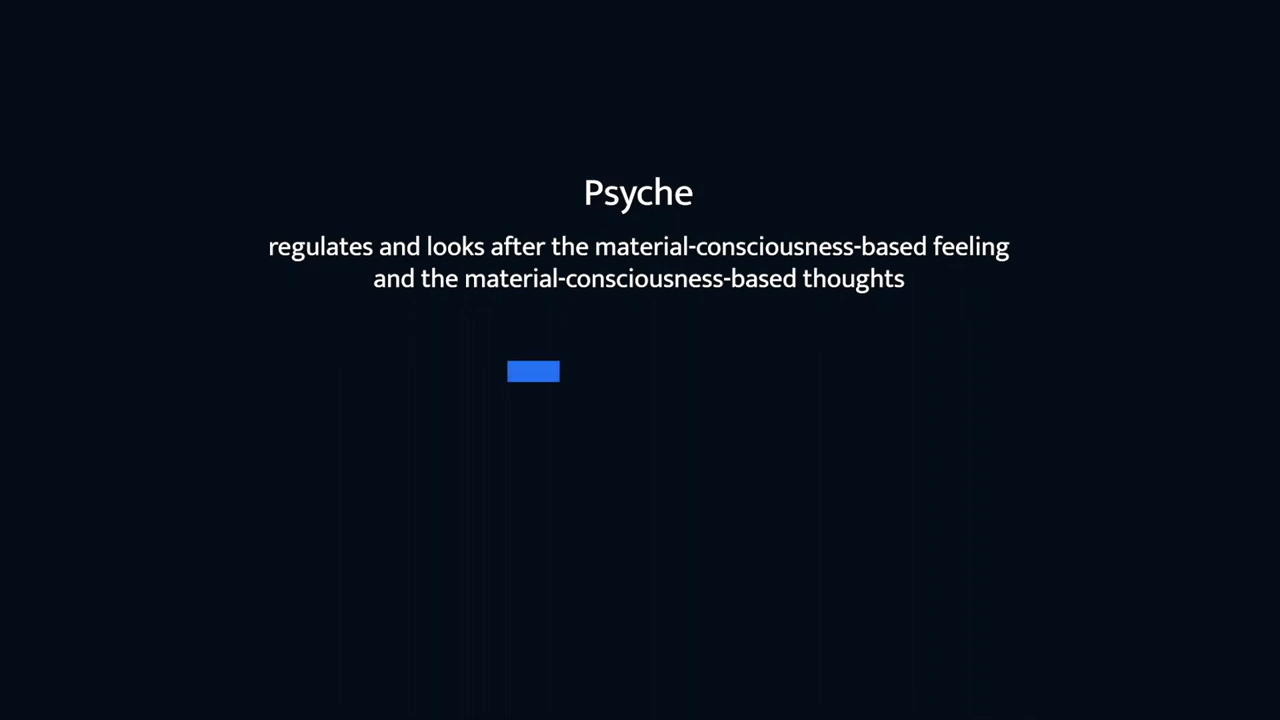 Psyche
regulates and looks after the material-consciousness-based feeling
and the material-consciousness-based thoughts